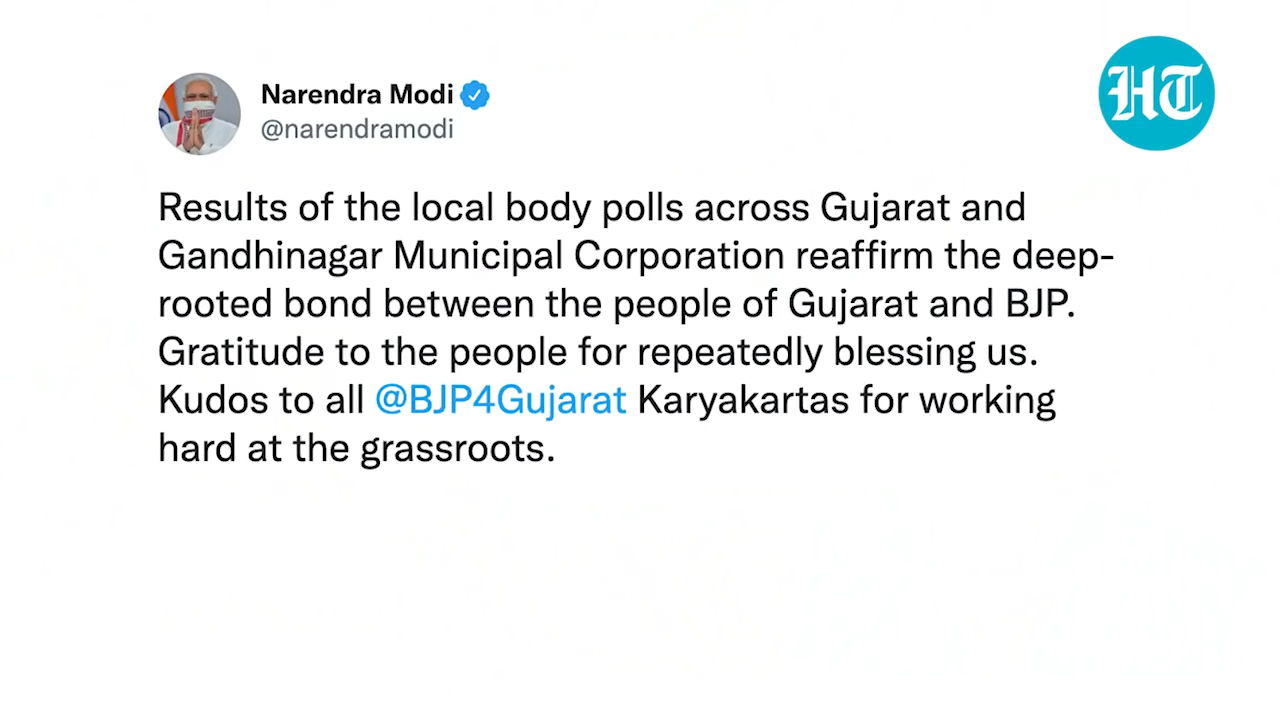 Narendra Modi
@narendramodi
HT
Results of the local body polls across Gujarat and
Gandhinagar Municipal Corporation reaffirm the deep-
rooted bond between the people of Gujarat and BJP.
Gratitude to the people for repeatedly blessing us.
Kudos to all @BJP4Gujarat Karyakartas for working
hard at the grassroots.